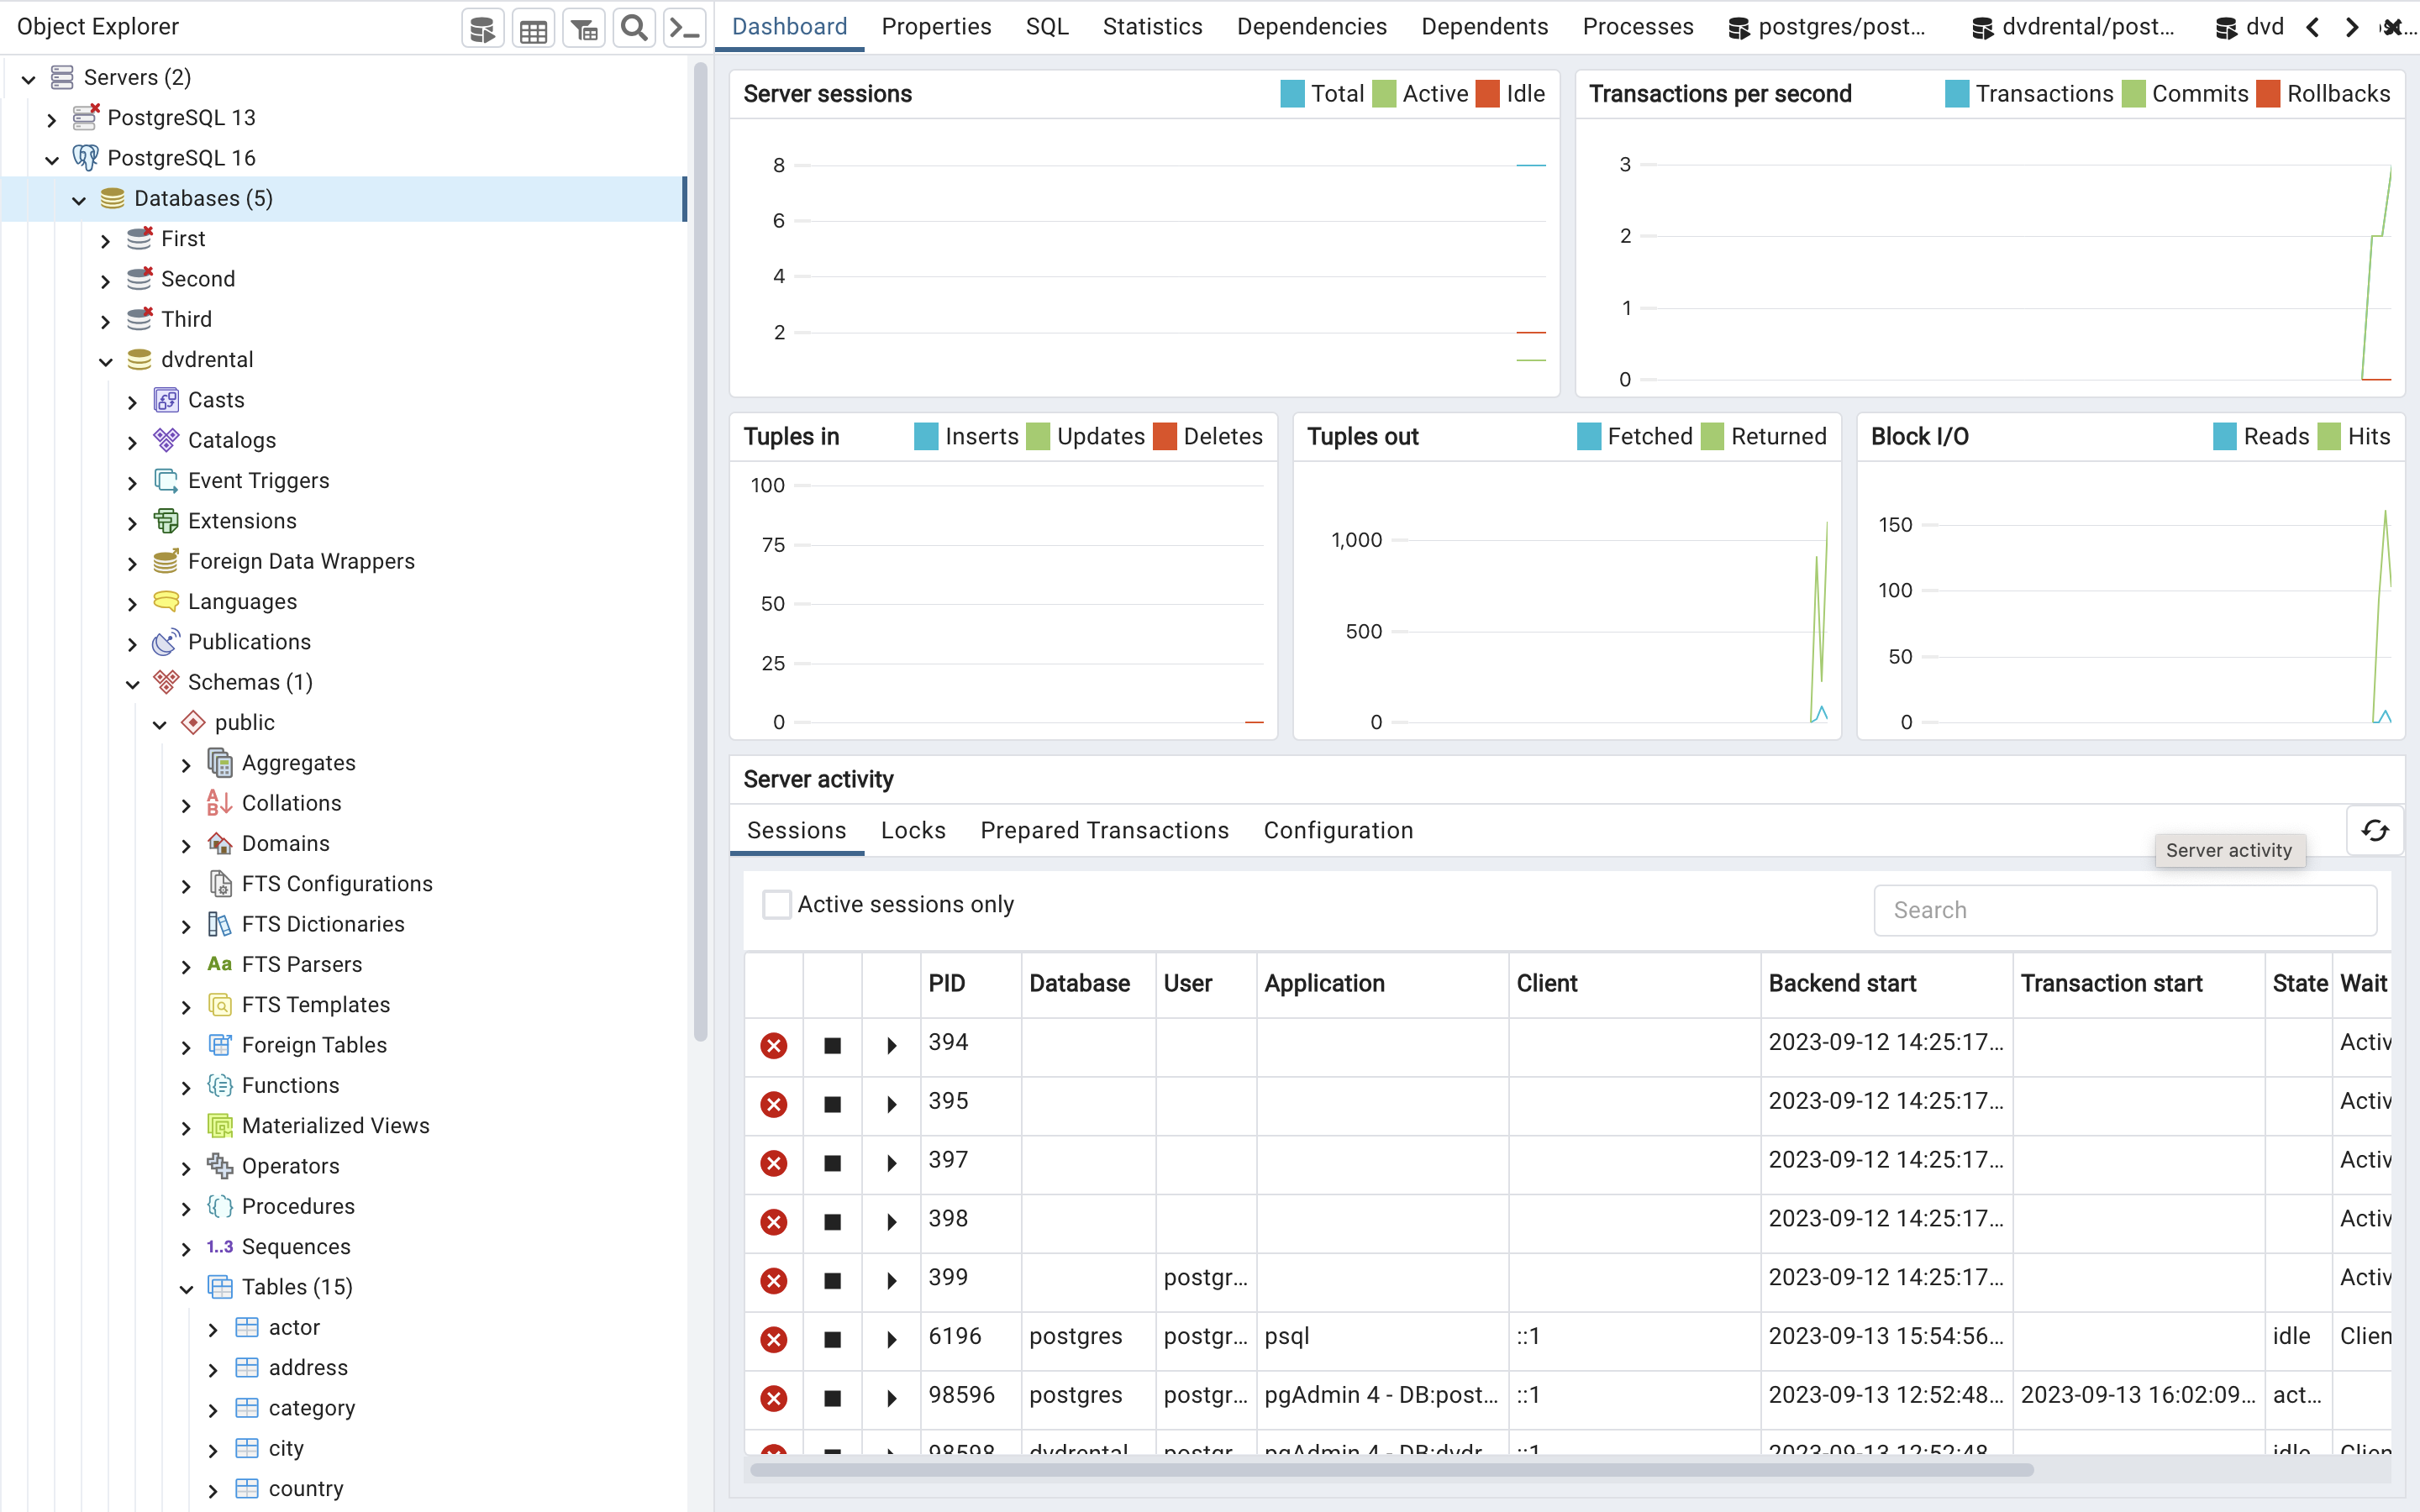 Object Explorer
Dashboard Properties SQL Statistics Dependencies Dependents Processes postgres/post... dvdrental/post... dvd
Servers (2)
PostgreSQL 13
PostgreSQL 16
Databases (5)
First
Second
Third
dvdrental
Casts
Catalogs
Event Triggers
Extensions
Foreign Data Wrappers
Languages
Publications
Schemas (1)
public
Aggregates
Collations
Domains
FTS Configurations
FTS Dictionaries
Aa FTS Parsers
FTS Templates
Foreign Tables
Functions
Materialized Views
Operators
Procedures
1..3 Sequences
Tables (15)
actor
address
category
city
country
Server sessions Total Active Idle
8
6
4
2
Transactions per second Transactions Commits Rollbacks
3
2
1
0
Tuples in Inserts Updates Deletes
100
75
50
25
0
Tuples out Fetched Returned
1,000
500
0
Block I/O Reads Hits
150
100
50
0
Server activity
Sessions Locks Prepared Transactions Configuration
Server activity
Active sessions only Search
PID Database User Application Client Backend start Transaction start State Wait
394 2023-09-12 14:25:17... Activ
395 2023-09-12 14:25:17... Activ
397 2023-09-12 14:25:17... Activ
398 2023-09-12 14:25:17... Activ
399 postgr... 2023-09-12 14:25:17... Activ
6196 postgres postgr... psql ::1 2023-09-13 15:54:56... idle Clien
98596 postgres postgr... pgAdmin 4 - DB:post... ::1 2023-09-13 12:52:48... 2023-09-13 16:02:09... act...
98598 dvdrental postgr... pgAdmin 4 - DB:dvdr... ::1 2023-09-13 12:52:48... idle Clien